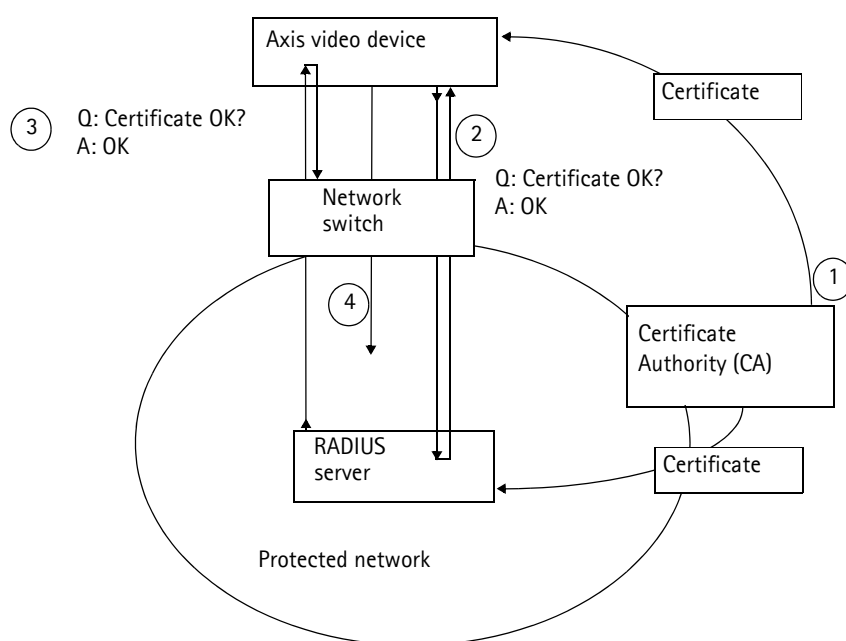 Axis video device
Certificate
3
Q: Certificate OK?
A: OK
2
Q: Certificate OK?
A: OK
Network
switch
1
4
Certificate
Authority (CA)
RADIUS
server
Certificate
Protected network